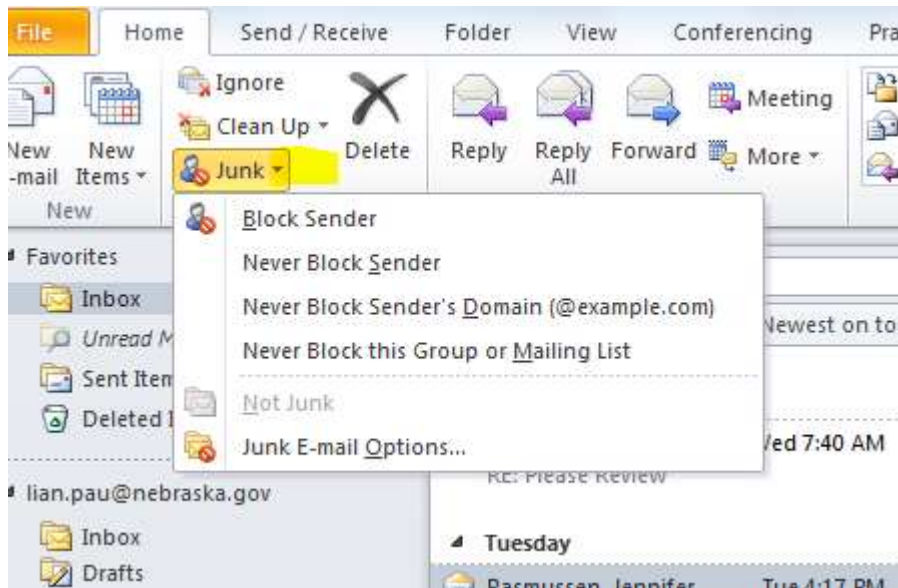 File Home Send / Receive Folder View Conferencing
Ignore
Clean Up
Junk
Delete
Reply Reply All Forward
Meeting
More
New -mail New Items
New
Block Sender
Never Block Sender
Never Block Sender's Domain (@example.com)
Never Block this Group or Mailing List
Not Junk
Junk E-mail Options...
Favorites
Inbox
Unread
Sent
Deleted
Newest on
7:40 AM
RE: Please Review
lian.pau@nebraska.gov
Inbox
Drafts
Tuesday
Rasmussen, Jennifer Tue 4:17 PM